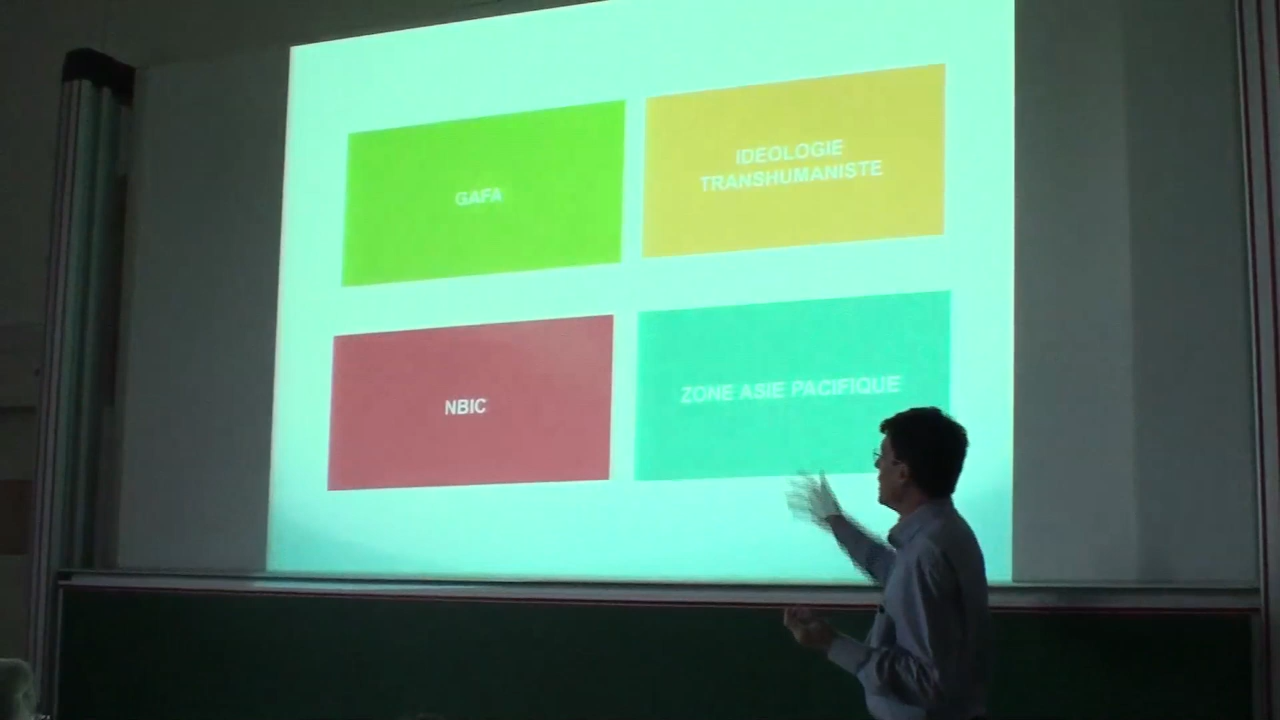 GAFA
IDEOLOGIE
TRANSHUMANISTE
NBIC
ZONE ASIE PACIFIQUE